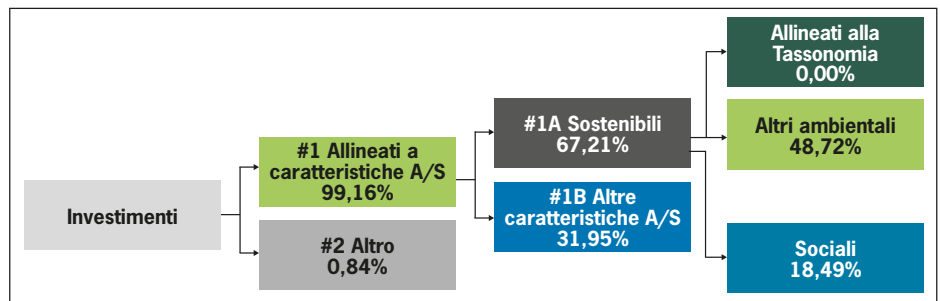 Investimenti
#1 Allineati a
caratteristiche A/S
99,16%
#2 Altro
0,84%
#1A Sostenibili
67,21%
#1B Altre
caratteristiche A/S
31,95%
Allineati alla
Tassonomia
0,00%
Altri ambientali
48,72%
Sociali
18,49%